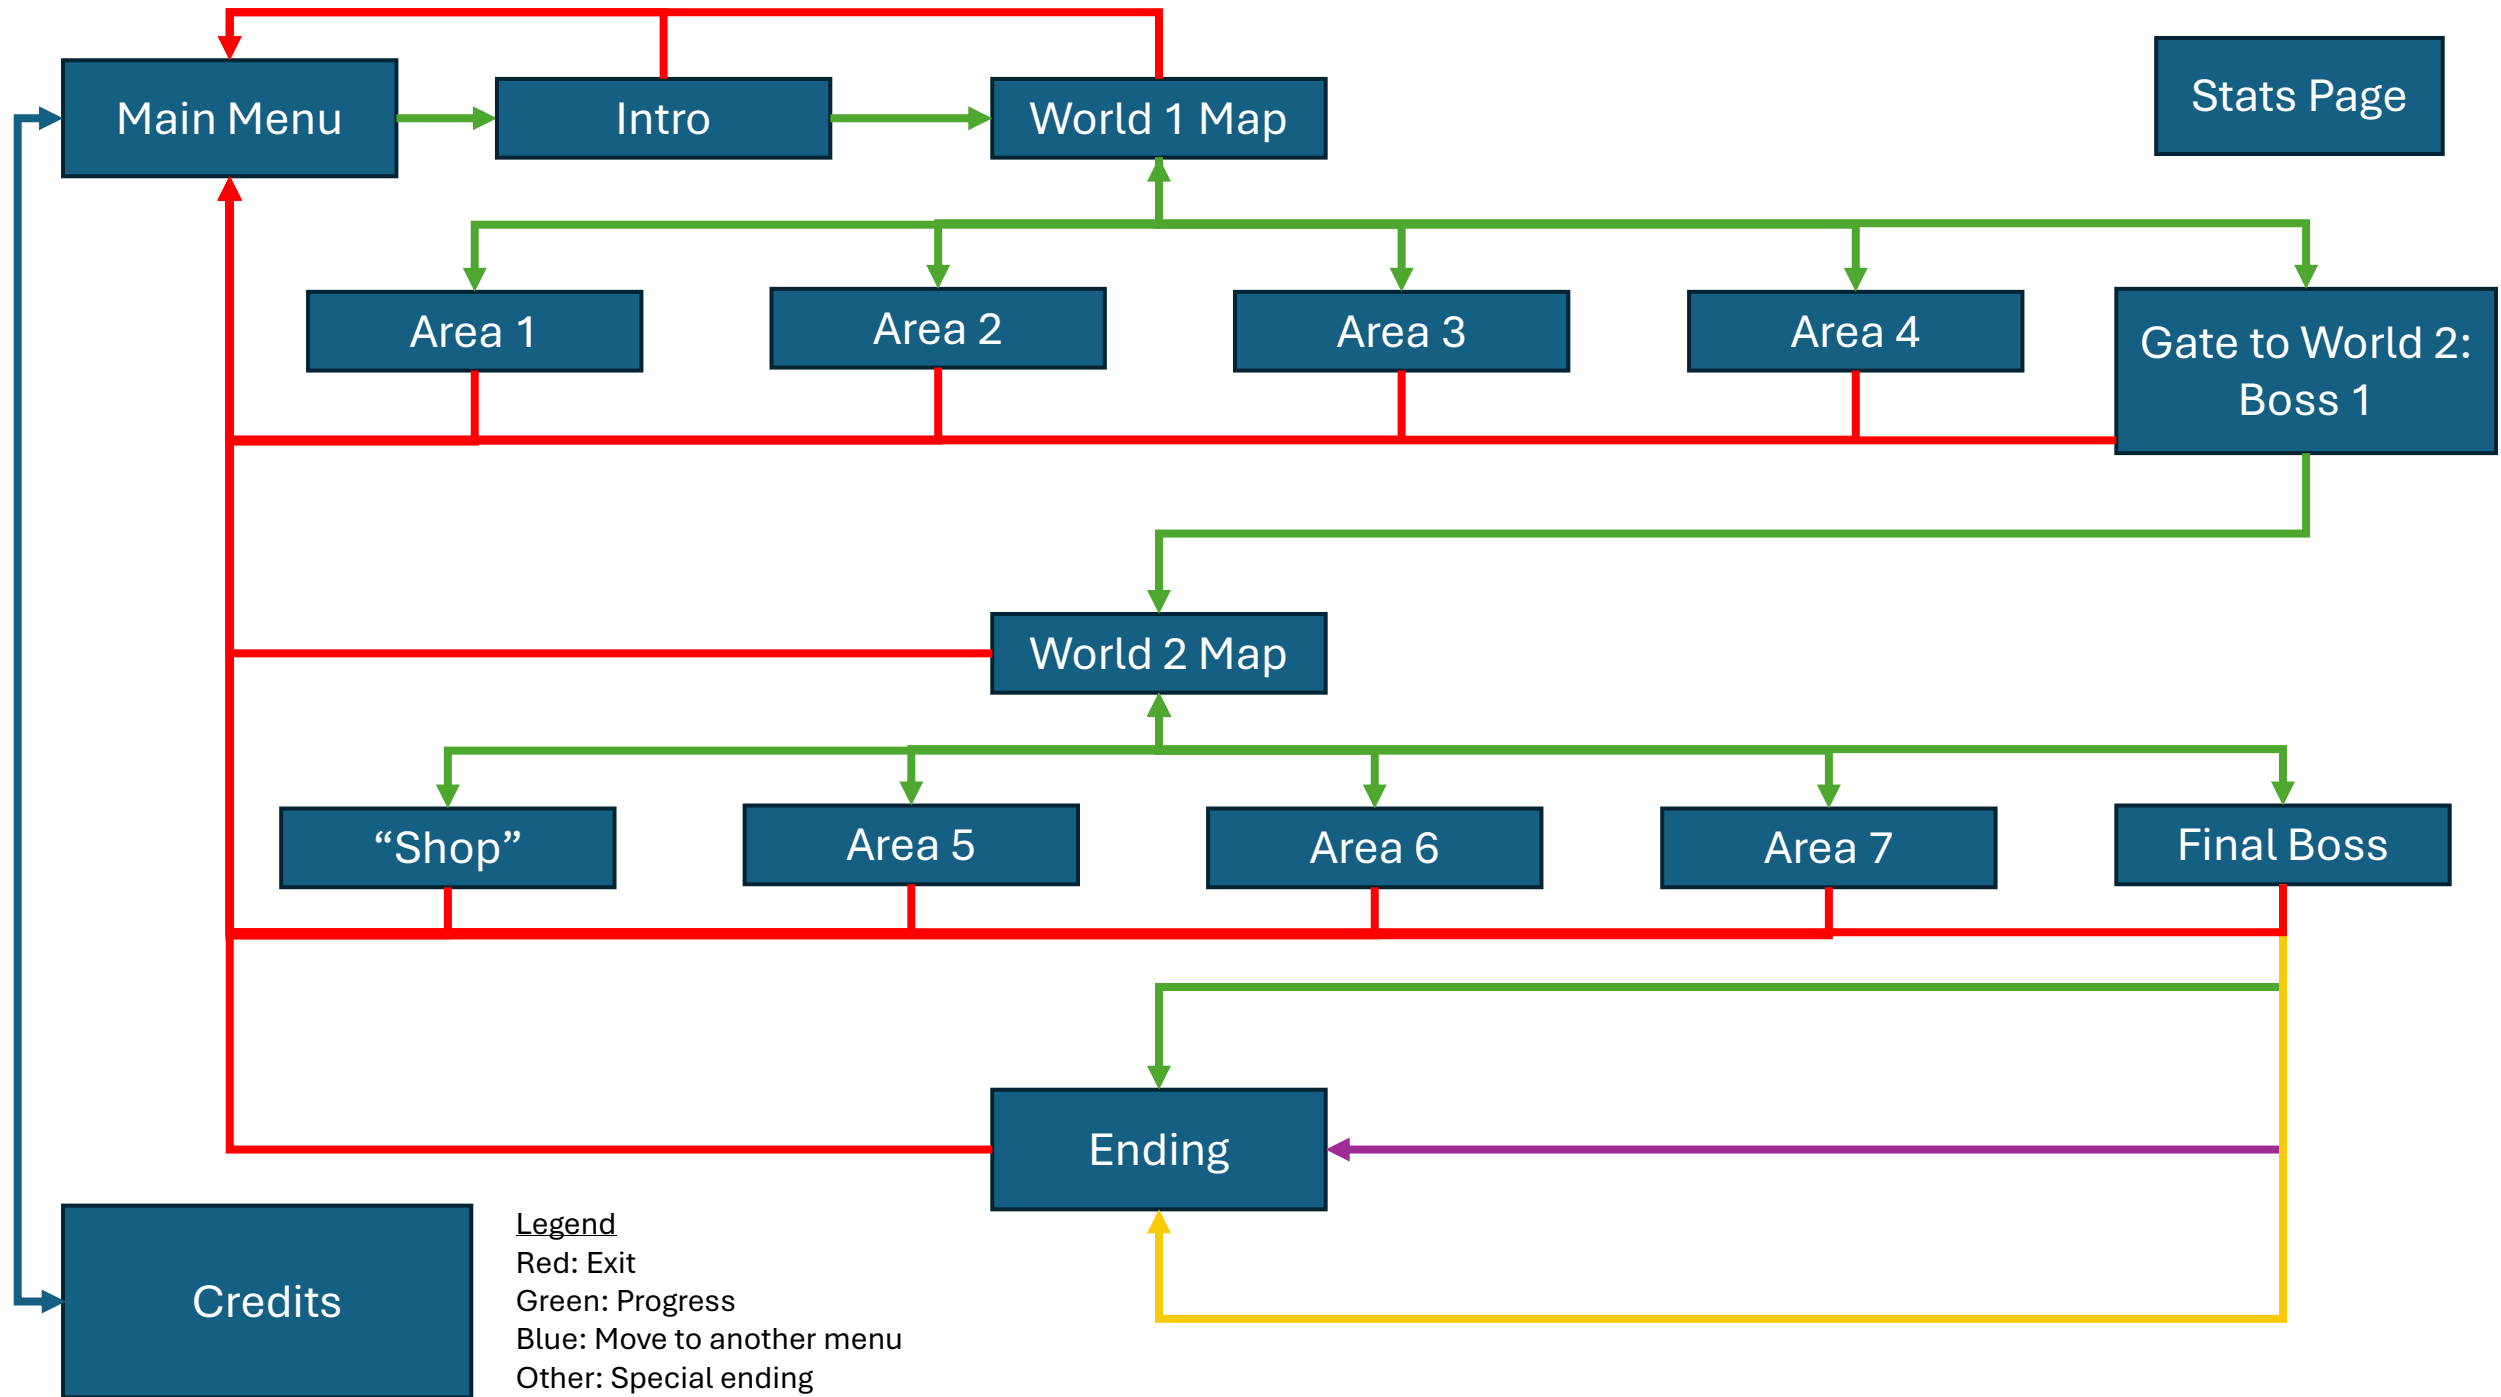 Main Menu
Intro
World 1 Map
Stats Page
Area 1
Area 2
Area 3
Area 4
Gate to World 2:
Boss 1
World 2 Map
“Shop”
Area 5
Area 6
Area 7
Final Boss
Ending
Credits
Legend
Red: Exit
Green: Progress
Blue: Move to another menu
Other: Special ending